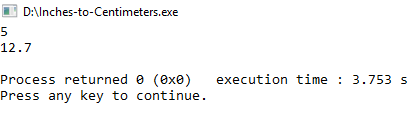 D:\Inches-to-Centimeters.exe
5
12.7
Process returned 0 (0x0)   execution time : 3.753 s
Press any key to continue.